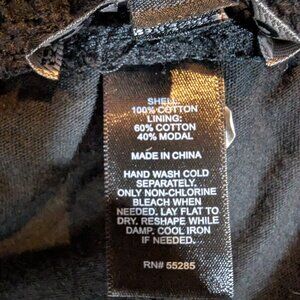 SHELL:
100% COTTON
LINING:
60% COTTON
40% MODAL
MADE IN CHINA
HAND WASH COLD
SEPARATELY.
ONLY NON-CHLORINE
BLEACH WHEN
NEEDED. LAY FLAT TO
DRY. RESHAPE WHILE
DAMP. COOL IRON
IF NEEDED.
RN# 55285